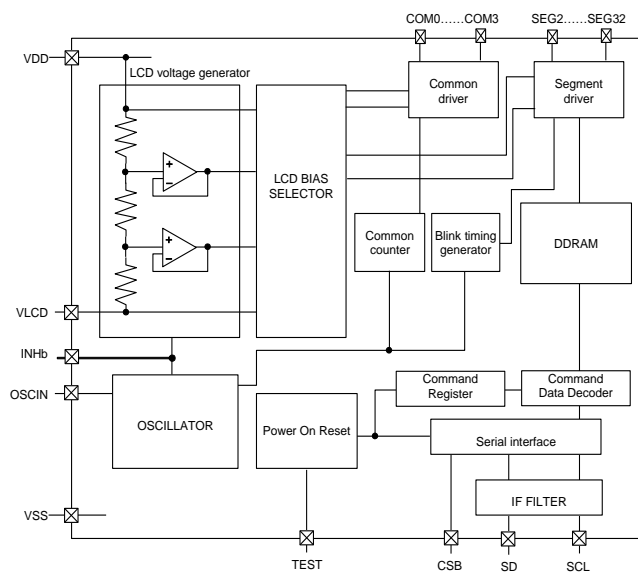 COM0......COM3
SEG2......SEG32
VDD
LCD voltage generator
Common
driver
Segment
driver
+
−
LCD BIAS
SELECTOR
+
−
Common
counter
Blink timing
generator
DDRAM
VLCD
INHb
OSCIN
OSCILLATOR
Power On Reset
Command
Register
Command
Data Decoder
Serial interface
IF FILTER
VSS
TEST
CSB
SD
SCL